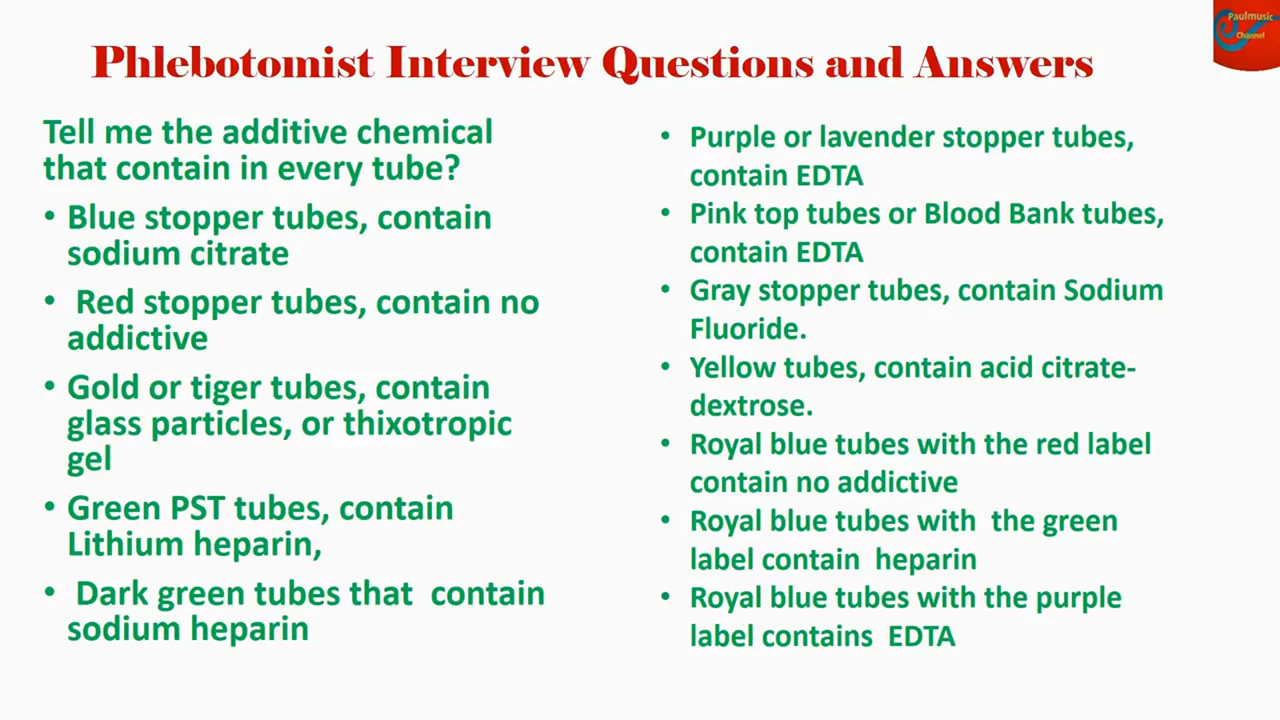 Paulmusic
Channel
Phlebotomist Interview Questions and Answers
Tell me the additive chemical
that contain in every tube?
• Blue stopper tubes, contain
sodium citrate
• Red stopper tubes, contain no
addictive
• Gold or tiger tubes, contain
glass particles, or thixotropic
gel
• Green PST tubes, contain
Lithium heparin,
• Dark green tubes that contain
sodium heparin
• Purple or lavender stopper tubes,
contain EDTA
• Pink top tubes or Blood Bank tubes,
contain EDTA
• Gray stopper tubes, contain Sodium
Fluoride.
• Yellow tubes, contain acid citrate-
dextrose.
• Royal blue tubes with the red label
contain no addictive
• Royal blue tubes with the green
label contain heparin
• Royal blue tubes with the purple
label contains EDTA